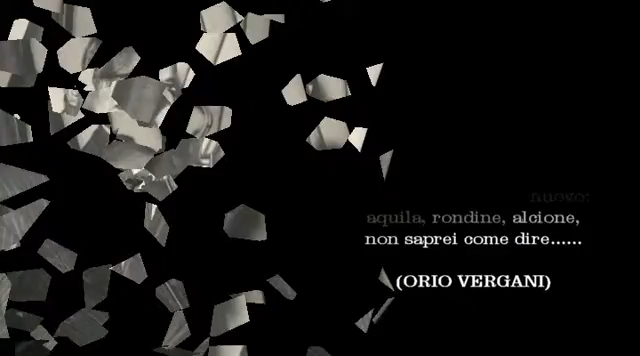 nuovo:
aquila, rondine, alcione,
non saprei come dire......
(ORIO VERGANI)